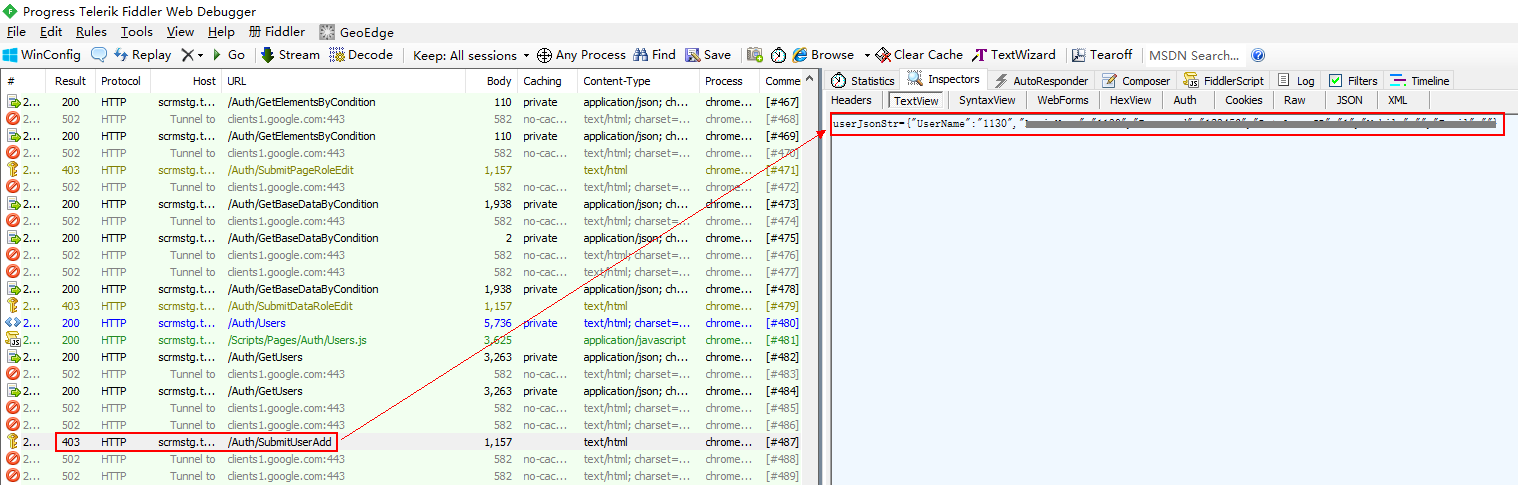 Progress Telerik Fiddler Web Debugger
File Edit Rules Tools View Help 册 Fiddler GeoEdge
WinConfig Replay Go Stream Decode Keep: All sessions Any Process Find Save Browse Clear Cache TextWizard Tearoff MSDN Search...
# Result Protocol Host URL Body Caching Content-Type Process Comme
2... 200 HTTP scrmstg.t... /Auth/GetElementsByCondition 110 private application/json; ch... chrome... [#467]
2... 502 HTTP Tunnel to clients1.google.com:443 582 no-cac... text/html; charset=... chrome... [#468]
2... 200 HTTP scrmstg.t... /Auth/GetElementsByCondition 110 private application/json; ch... chrome... [#469]
2... 502 HTTP Tunnel to clients1.google.com:443 582 no-cac... text/html; charset=... chrome... [#470]
2... 403 HTTP scrmstg.t... /Auth/SubmitPageRoleEdit 1,157 text/html chrome... [#471]
2... 502 HTTP Tunnel to clients1.google.com:443 582 no-cac... text/html; charset=... chrome... [#472]
2... 200 HTTP scrmstg.t... /Auth/GetBaseDataByCondition 1,938 private application/json; ch... chrome... [#473]
2... 502 HTTP Tunnel to clients1.google.com:443 582 no-cac... text/html; charset=... chrome... [#474]
2... 200 HTTP scrmstg.t... /Auth/GetBaseDataByCondition 2 private application/json; ch... chrome... [#475]
2... 502 HTTP Tunnel to clients1.google.com:443 582 no-cac... text/html; charset=... chrome... [#476]
2... 502 HTTP Tunnel to clients1.google.com:443 582 no-cac... text/html; charset=... chrome... [#477]
2... 200 HTTP scrmstg.t... /Auth/GetBaseDataByCondition 1,938 private application/json; ch... chrome... [#478]
2... 403 HTTP scrmstg.t... /Auth/SubmitDataRoleEdit 1,157 text/html chrome... [#479]
2... 200 HTTP scrmstg.t... /Auth/Users 5,736 private text/html; charset=... chrome... [#480]
2... 200 HTTP scrmstg.t... /Scripts/Pages/Auth/Users.js 3,625 application/javascript chrome... [#481]
2... 200 HTTP scrmstg.t... /Auth/GetUsers 3,263 private application/json; ch... chrome... [#482]
2... 502 HTTP Tunnel to clients1.google.com:443 582 no-cac... text/html; charset=... chrome... [#483]
2... 200 HTTP scrmstg.t... /Auth/GetUsers 3,263 private application/json; ch... chrome... [#484]
2... 502 HTTP Tunnel to clients1.google.com:443 582 no-cac... text/html; charset=... chrome... [#485]
2... 502 HTTP Tunnel to clients1.google.com:443 582 no-cac... text/html; charset=... chrome... [#486]
2... 403 HTTP scrmstg.t... /Auth/SubmitUserAdd 1,157 text/html chrome... [#487]
2... 502 HTTP Tunnel to clients1.google.com:443 582 no-cac... text/html; charset=... chrome... [#488]
2... 502 HTTP Tunnel to clients1.google.com:443 582 no-cac... text/html; charset=... chrome... [#489]
Statistics Inspectors AutoResponder Composer FiddlerScript Log Filters Timeline
Headers TextView SyntaxView WebForms HexView Auth Cookies Raw JSON XML
userJsonStr={"UserName":"1130","